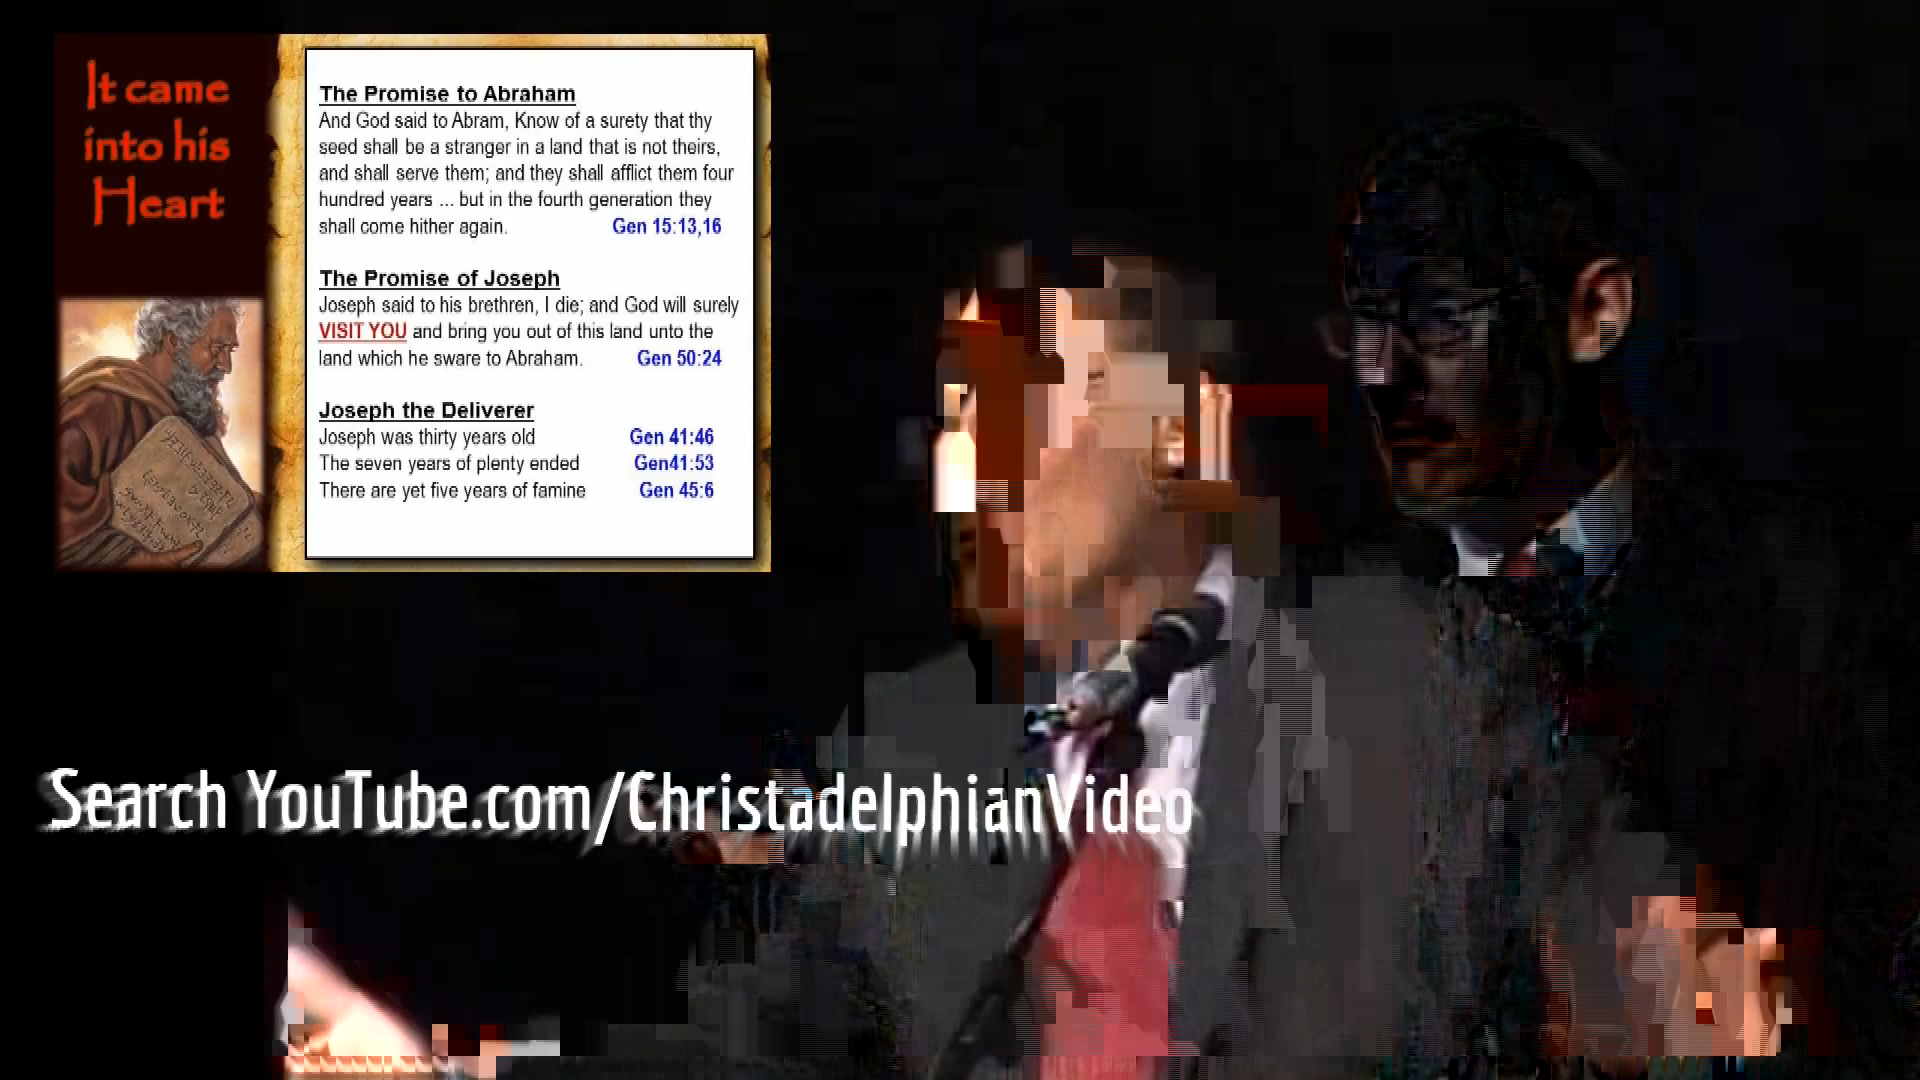 It came
into his
Heart
The Promise to Abraham
And God said to Abram, Know of a surety that thy
seed shall be a stranger in a land that is not theirs,
and shall serve them; and they shall afflict them four
hundred years ... but in the fourth generation they
shall come hither again. Gen 15:13,16
The Promise of Joseph
Joseph said to his brethren, I die; and God will surely
VISIT YOU and bring you out of this land unto the
land which he sware to Abraham. Gen 50:24
Joseph the Deliverer
Joseph was thirty years old Gen 41:46
The seven years of plenty ended Gen41:53
There are yet five years of famine Gen 45:6
Search YouTube.com/ChristadelphianVideo